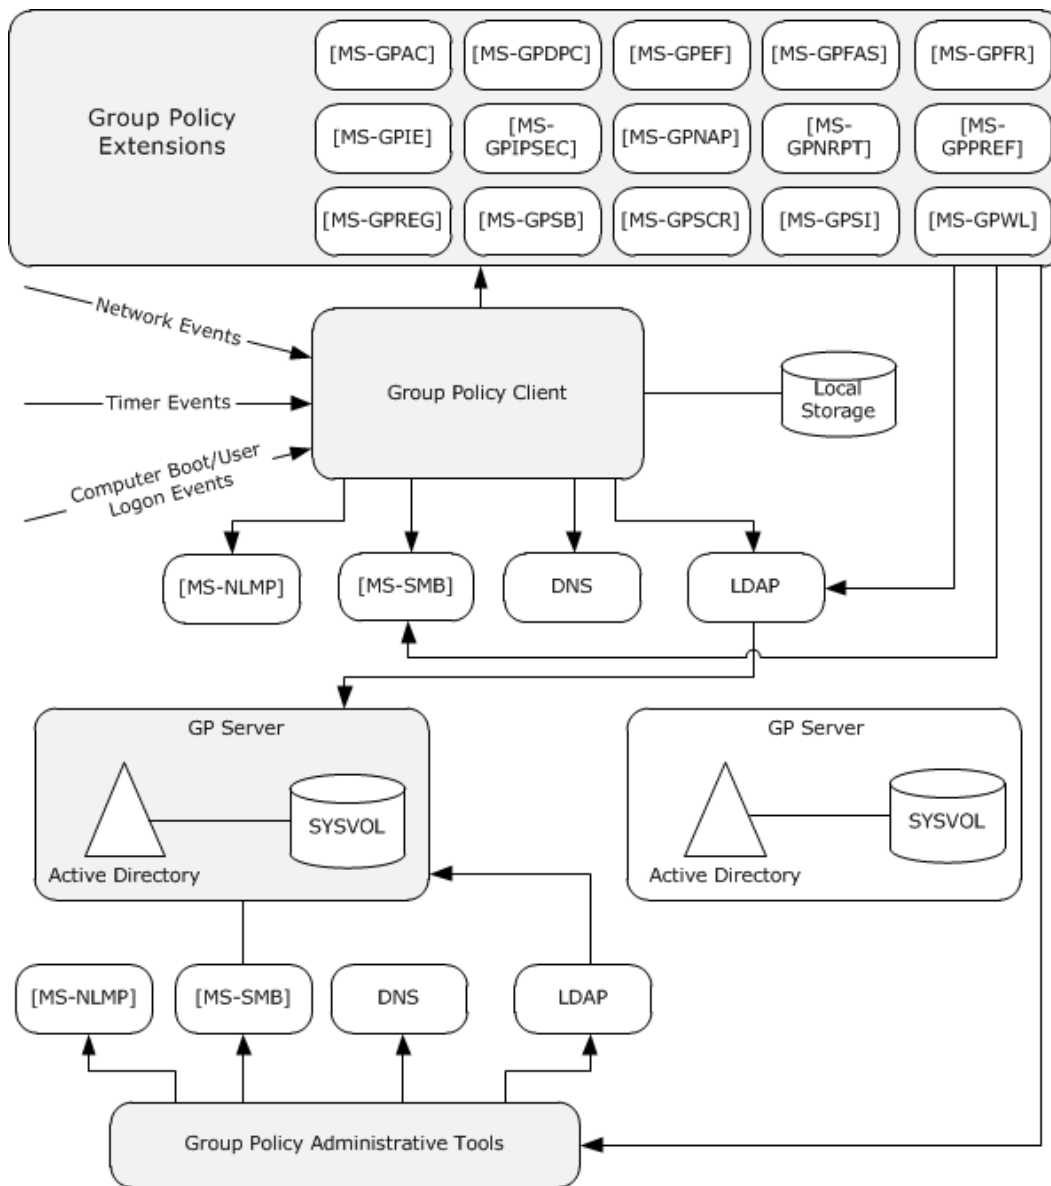 [MS-GPAC]
[MS-GPDPC]
[MS-GPEF]
[MS-GPFAS]
[MS-GPFR]
Group Policy
Extensions
[MS-GPIE]
[MS-
GPIPSEC]
[MS-GPNAP]
[MS-
GPNRPT]
[MS-
GPPREF]
[MS-GPREG]
[MS-GPSB]
[MS-GPSCR]
[MS-GPSI]
[MS-GPWL]
Network Events
Timer Events
Computer Boot/User
Logon Events
Group Policy Client
Local
Storage
[MS-NLMP]
[MS-SMB]
DNS
LDAP
GP Server
SYSVOL
Active Directory
GP Server
SYSVOL
Active Directory
[MS-NLMP]
[MS-SMB]
DNS
LDAP
Group Policy Administrative Tools